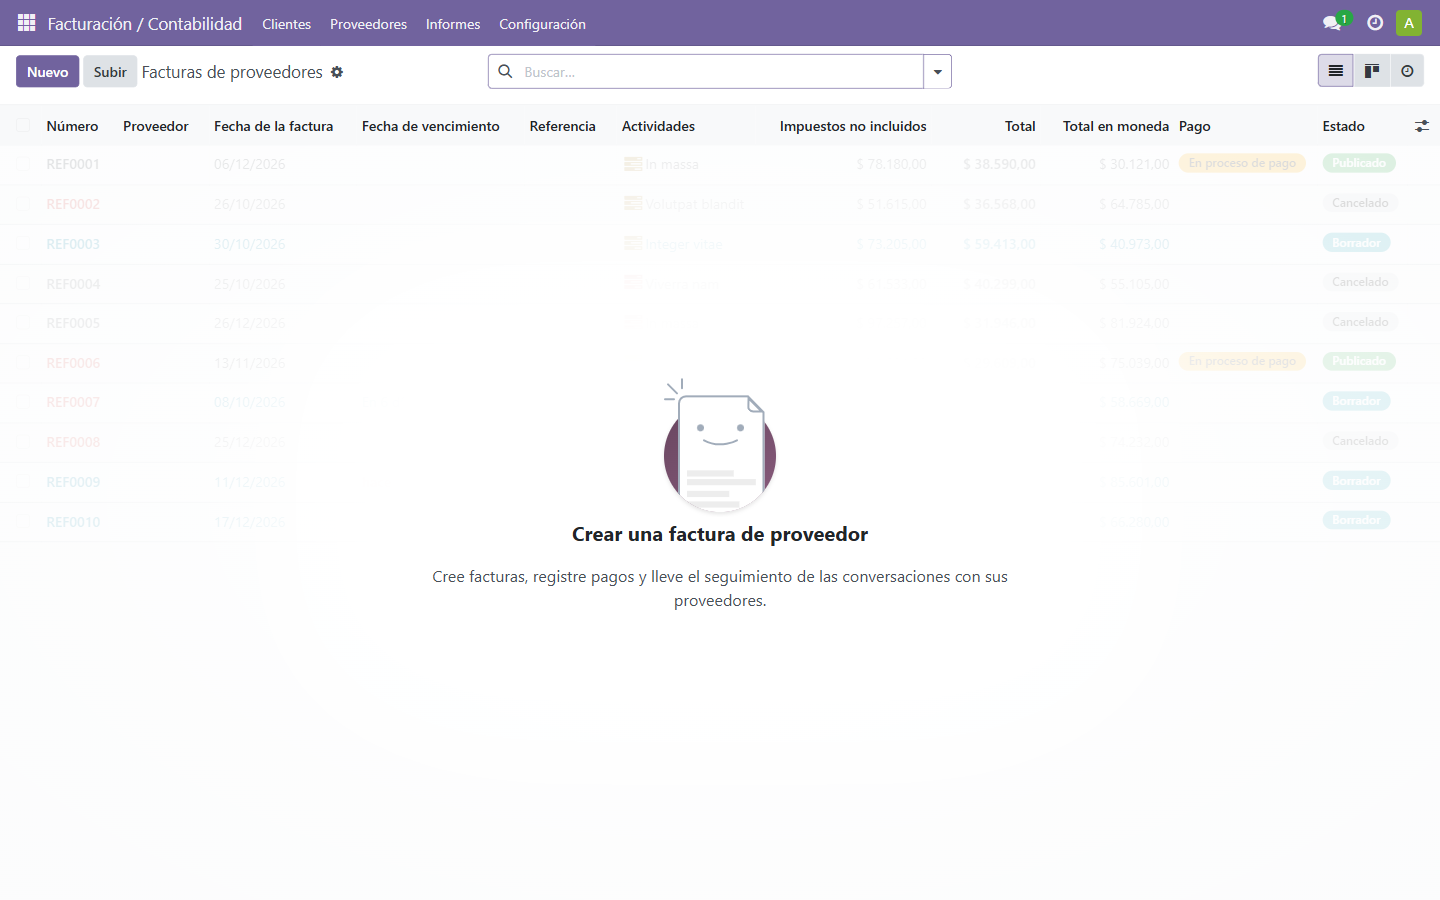 Facturación / Contabilidad Clientes Proveedores Informes Configuración 1 A
Nuevo Subir Facturas de proveedores Buscar...
Número Proveedor Fecha de la factura Fecha de vencimiento Referencia Actividades Impuestos no incluidos Total Total en moneda Pago Estado
REF0001 06/12/2026 In massa $ 78.180,00 $ 38.590,00 $ 30.121,00 En proceso de pago Publicado
REF0002 26/10/2026 Volutpat blandit $ 51.615,00 $ 36.568,00 $ 64.785,00 Cancelado
REF0003 30/10/2026 Integer vitae $ 73.205,00 $ 59.413,00 $ 40.973,00 Borrador
REF0004 25/10/2026 $ 55.105,00 Cancelado
REF0005 26/12/2026 $ 81.924,00 Cancelado
REF0006 13/11/2026 $ 75.039,00 En proceso de pago Publicado
REF0007 08/10/2026 Borrador
REF0008 25/12/2026 Cancelado
REF0009 11/12/2026 Borrador
REF0010 17/12/2026 Borrador
Crear una factura de proveedor
Cree facturas, registre pagos y lleve el seguimiento de las conversaciones con sus
proveedores.